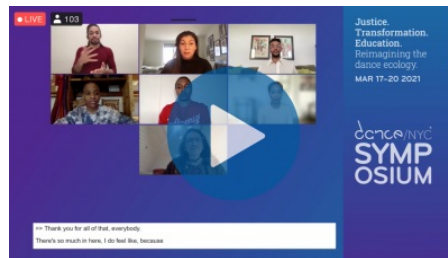 LIVE 103
Justice.
Transformation.
Education.
Reimagining the
dance ecology.
MAR 17-20 2021
dance/NYC
SYMP
OSIUM
>> Thank you for all of that, everybody.
There's so much in here, I do feel like, because